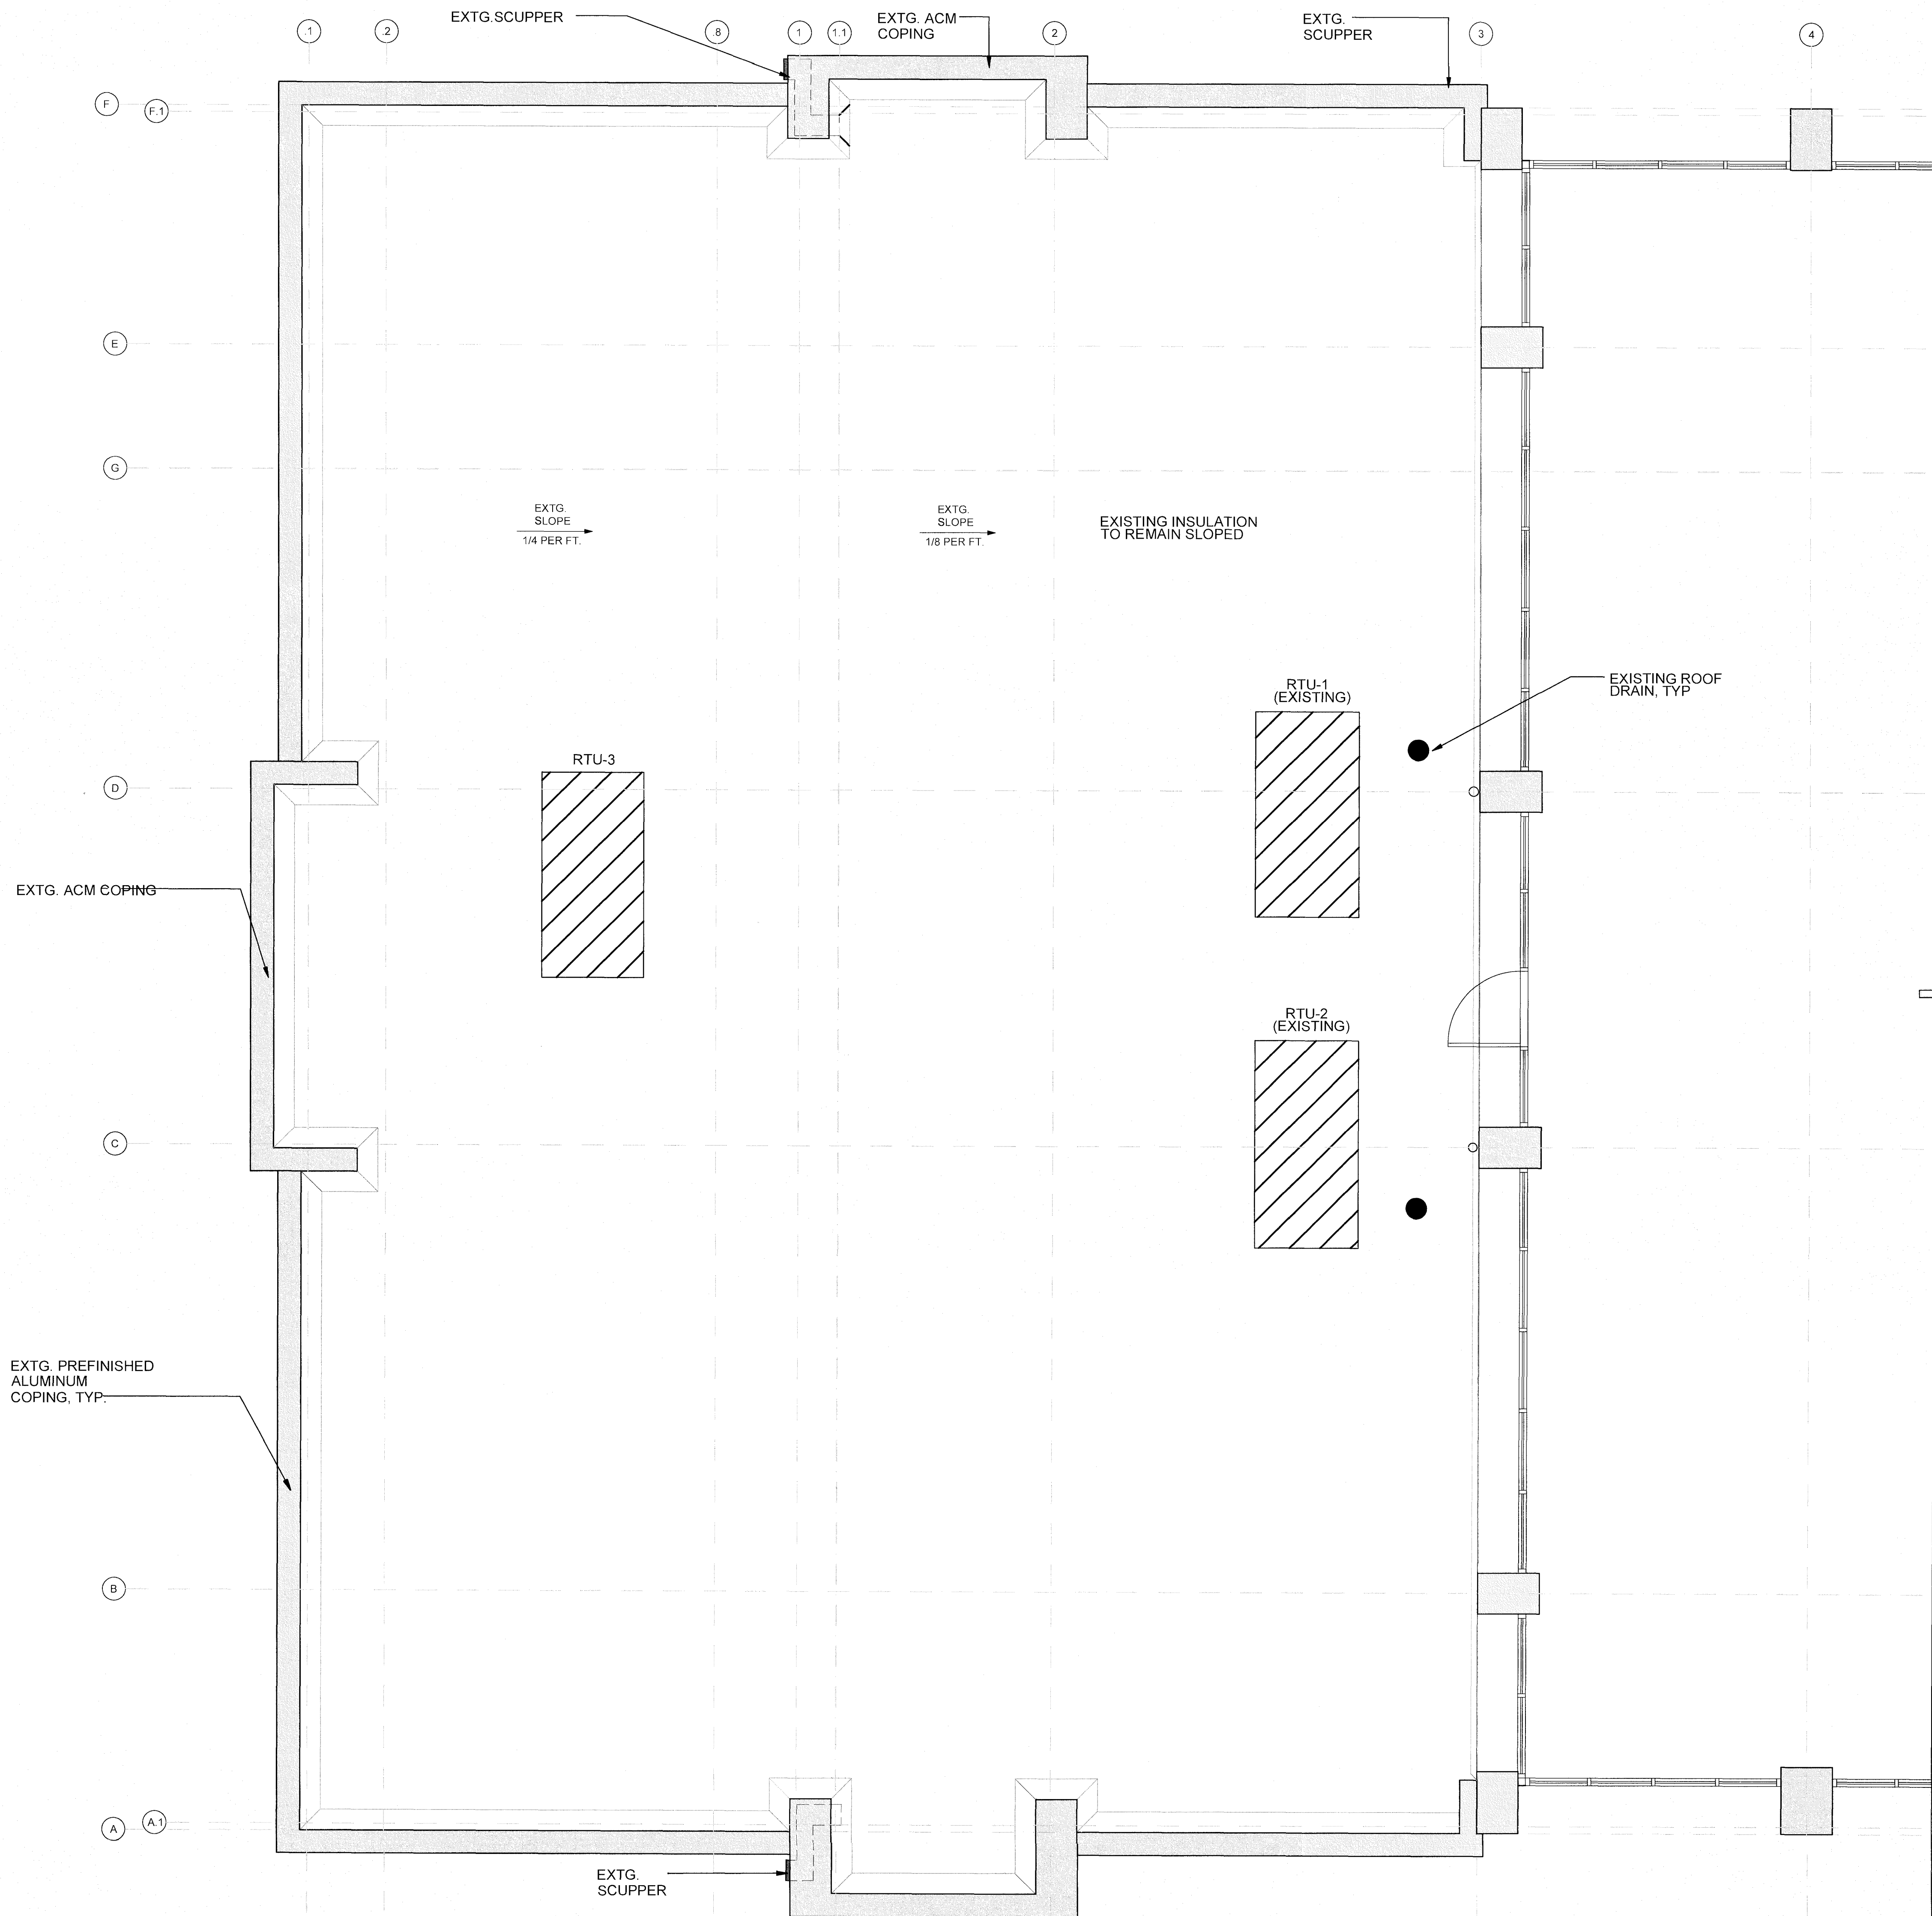 .1
.2
.8
1
1.1
2
3
4
EXTG.SCUPPER
EXTG. ACM
COPING
EXTG.
SCUPPER
F
F.1
E
G
EXTG.
SLOPE
1/4 PER FT.
EXTG.
SLOPE
1/8 PER FT.
EXISTING INSULATION
TO REMAIN SLOPED
RTU-1
(EXISTING)
EXISTING ROOF
DRAIN, TYP
RTU-3
D
EXTG. ACM COPING
RTU-2
(EXISTING)
C
EXTG. PREFINISHED
ALUMINUM
COPING, TYP.
B
A
A.1
EXTG.
SCUPPER